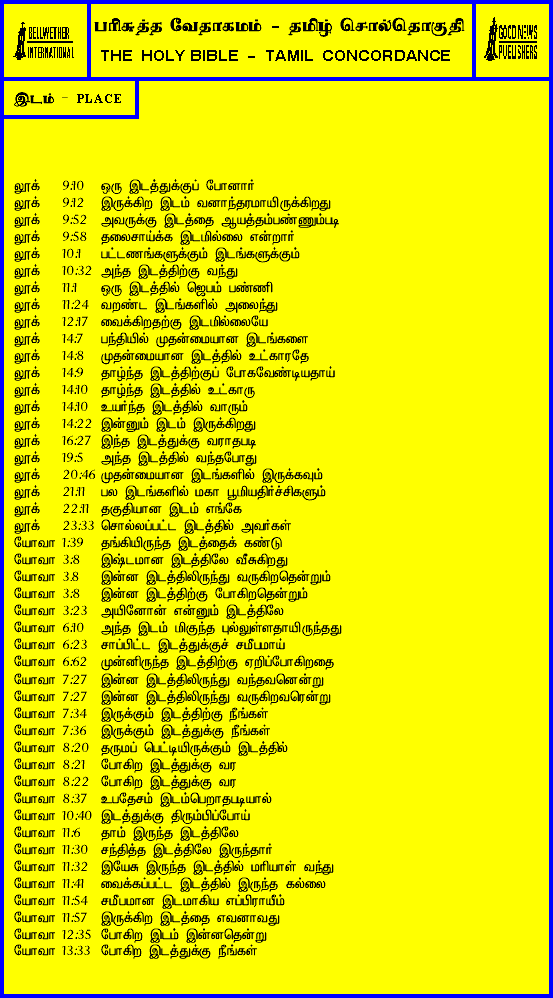 BELLWETHER
INTERNATIONAL
பரிசுத்த வேதாகமம் - தமிழ் சொல்தொகுதி
THE HOLY BIBLE - TAMIL CONCORDANCE
GOOD NEWS
PUBLISHERS
இடம் - PLACE
லூக் 9:10 ஒரு இடத்துக்குப் போனார்
லூக் 9:12 இருக்கிற இடம் வனாந்தரமாயிருக்கிறது
லூக் 9:52 அவருக்கு இடத்தை ஆயத்தம்பண்ணும்படி
லூக் 9:58 தலைசாய்க்க இடமில்லை என்றார்
லூக் 10:1 பட்டணங்களுக்கும் இடங்களுக்கும்
லூக் 10:32 அந்த இடத்திற்கு வந்து
லூக் 11:1 ஒரு இடத்தில் ஜெபம் பண்ணி
லூக் 11:24 வறண்ட இடங்களில் அலைந்து
லூக் 12:17 வைக்கிறதற்கு இடமில்லையே
லூக் 14:7 பந்தியில் முதன்மையான இடங்களை
லூக் 14:8 முதன்மையான இடத்தில் உட்காரதே
லூக் 14:9 தாழ்ந்த இடத்திற்குப் போகவேண்டியதாய்
லூக் 14:10 தாழ்ந்த இடத்தில் உட்காரு
லூக் 14:10 உயர்ந்த இடத்தில் வாரும்
லூக் 14:22 இன்னும் இடம் இருக்கிறது
லூக் 16:27 இந்த இடத்துக்கு வராதபடி
லூக் 19:5 அந்த இடத்தில் வந்தபோது
லூக் 20:46 முதன்மையான இடங்களில் இருக்கவும்
லூக் 21:11 பல இடங்களில் மகா பூமியதிர்ச்சிகளும்
லூக் 22:11 தகுதியான இடம் எங்கே
லூக் 23:33 சொல்லப்பட்ட இடத்தில் அவர்கள்
யோவா 1:39 தங்கியிருந்த இடத்தைக் கண்டு
யோவா 3:8 இஷ்டமான இடத்திலே வீசுகிறது
யோவா 3.8 இன்ன இடத்திலிருந்து வருகிறதென்றும்
யோவா 3:8 இன்ன இடத்திற்கு போகிறதென்றும்
யோவா 3:23 அயினோன் என்னும் இடத்திலே
யோவா 6:10 அந்த இடம் மிகுந்த புல்லுள்ளதாயிருந்தது
யோவா 6:23 சாப்பிட்ட இடத்துக்குச் சமீபமாய்
யோவா 6:62 முன்னிருந்த இடத்திற்கு ஏறிப்போகிறதை
யோவா 7:27 இன்ன இடத்திலிருந்து வந்தவனென்று
யோவா 7:27 இன்ன இடத்திலிருந்து வருகிறவரென்று
யோவா 7:34 இருக்கும் இடத்திற்கு நீங்கள்
யோவா 7:36 இருக்கும் இடத்துக்கு நீங்கள்
யோவா 8:20 தருமப் பெட்டியிருக்கும் இடத்தில்
யோவா 8:21 போகிற இடத்துக்கு வர
யோவா 8:22 போகிற இடத்துக்கு வர
யோவா 8:37 உபதேசம் இடம்பெறாதபடியால்
யோவா 10:40 இடத்துக்கு திரும்பிப்போய்
யோவா 11:6 தாம் இருந்த இடத்திலே
யோவா 11:30 சந்தித்த இடத்திலே இருந்தார்
யோவா 11:32 இயேசு இருந்த இடத்தில் மரியாள் வந்து
யோவா 11:41 வைக்கப்பட்ட இடத்தில் இருந்த கல்லை
யோவா 11:54 சமீபமான இடமாகிய எப்பிராயீம்
யோவா 11:57 இருக்கிற இடத்தை எவனாவது
யோவா 12:35 போகிற இடம் இன்னதென்று
யோவா 13:33 போகிற இடத்துக்கு நீங்கள்